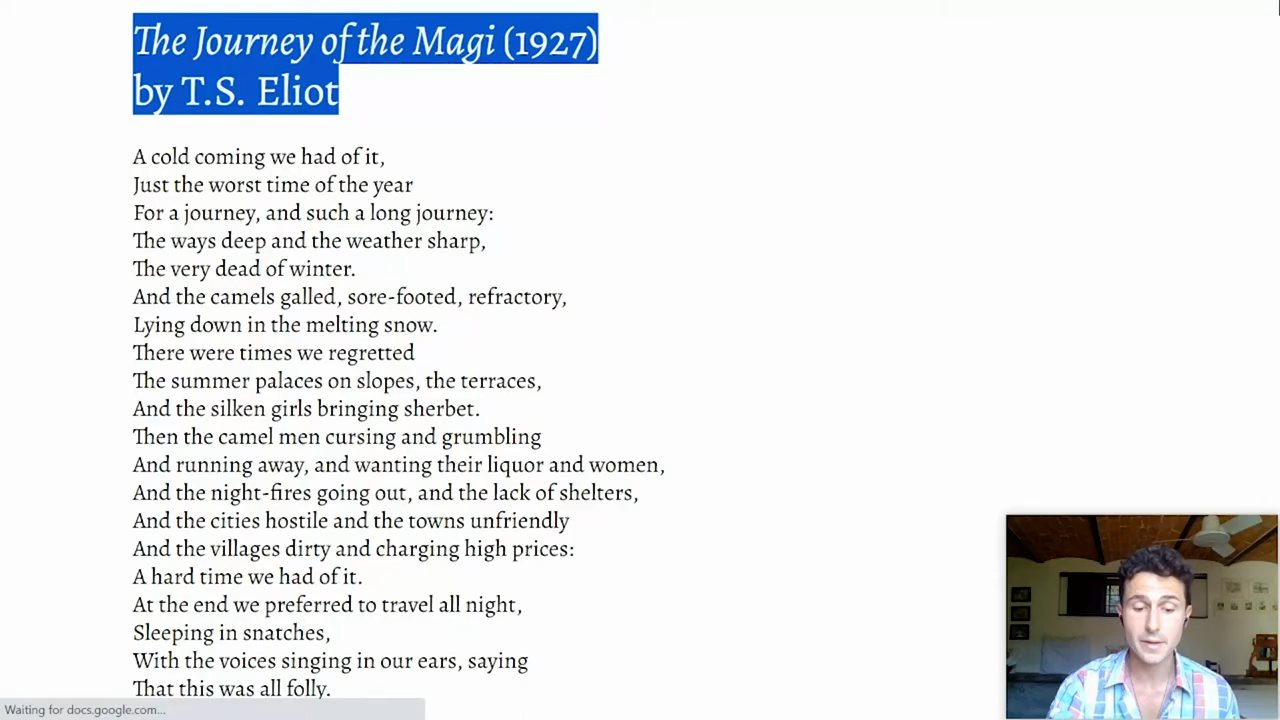 The Journey of the Magi (1927)
by T.S. Eliot
A cold coming we had of it,
Just the worst time of the year
For a journey, and such a long journey:
The ways deep and the weather sharp,
The very dead of winter.
And the camels galled, sore-footed, refractory,
Lying down in the melting snow.
There were times we regretted
The summer palaces on slopes, the terraces,
And the silken girls bringing sherbet.
Then the camel men cursing and grumbling
And running away, and wanting their liquor and women,
And the night-fires going out, and the lack of shelters,
And the cities hostile and the towns unfriendly
And the villages dirty and charging high prices:
A hard time we had of it.
At the end we preferred to travel all night,
Sleeping in snatches,
With the voices singing in our ears, saying
That this was all folly.
Waiting for docs.google.com...